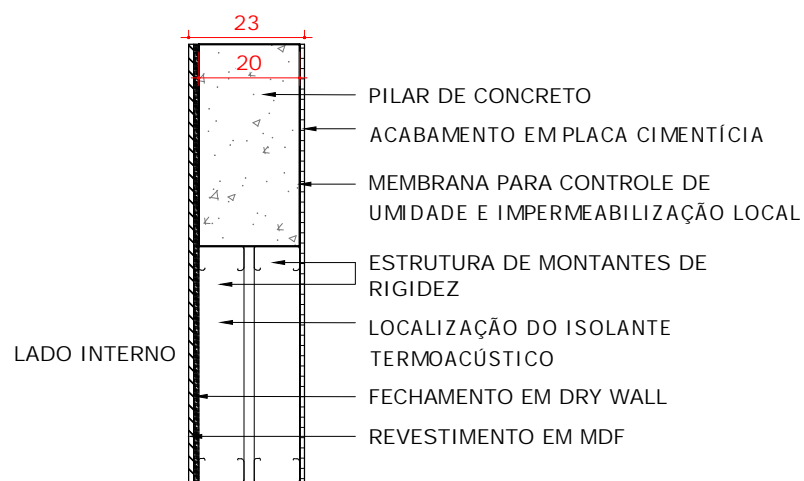 23
20
PILAR DE CONCRETO
ACABAMENTO EM PLACA CIMENTÍCIA
MEMBRANA PARA CONTROLE DE
UMIDADE E IMPERMEABILIZAÇÃO LOCAL
ESTRUTURA DE MONTANTES DE
RIGIDEZ
LOCALIZAÇÃO DO ISOLANTE
TERMOACÚSTICO
LADO INTERNO
FECHAMENTO EM DRY WALL
REVESTIMENTO EM MDF